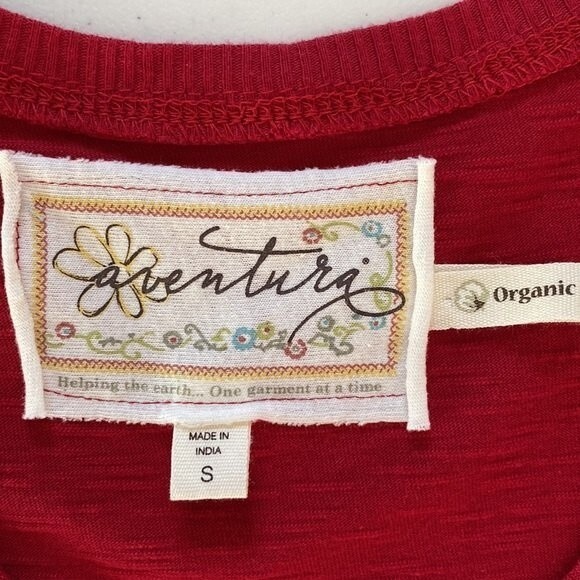 aventura
Organic
Helping the earth... One garment at a time
MADE IN
INDIA
S